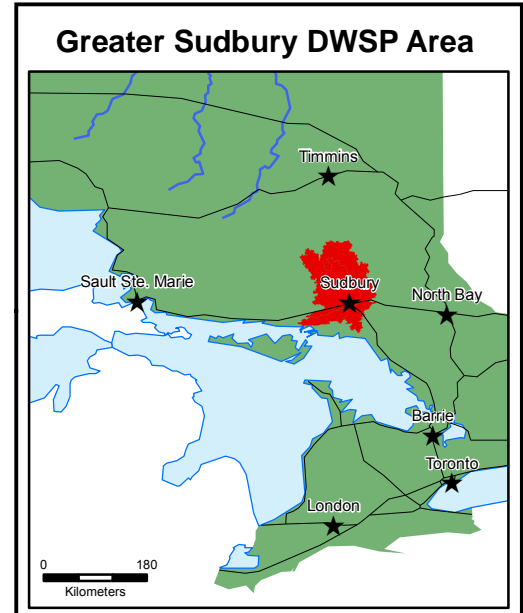 Greater Sudbury DWSP Area
Timmins
Sault Ste. Marie
Sudbury
North Bay
Barrie
Toronto
London
0 180
Kilometers